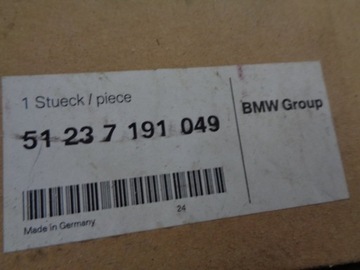 1 Stueck / piece
51 23 7 191 049
BMW Group
24
Made in Germany